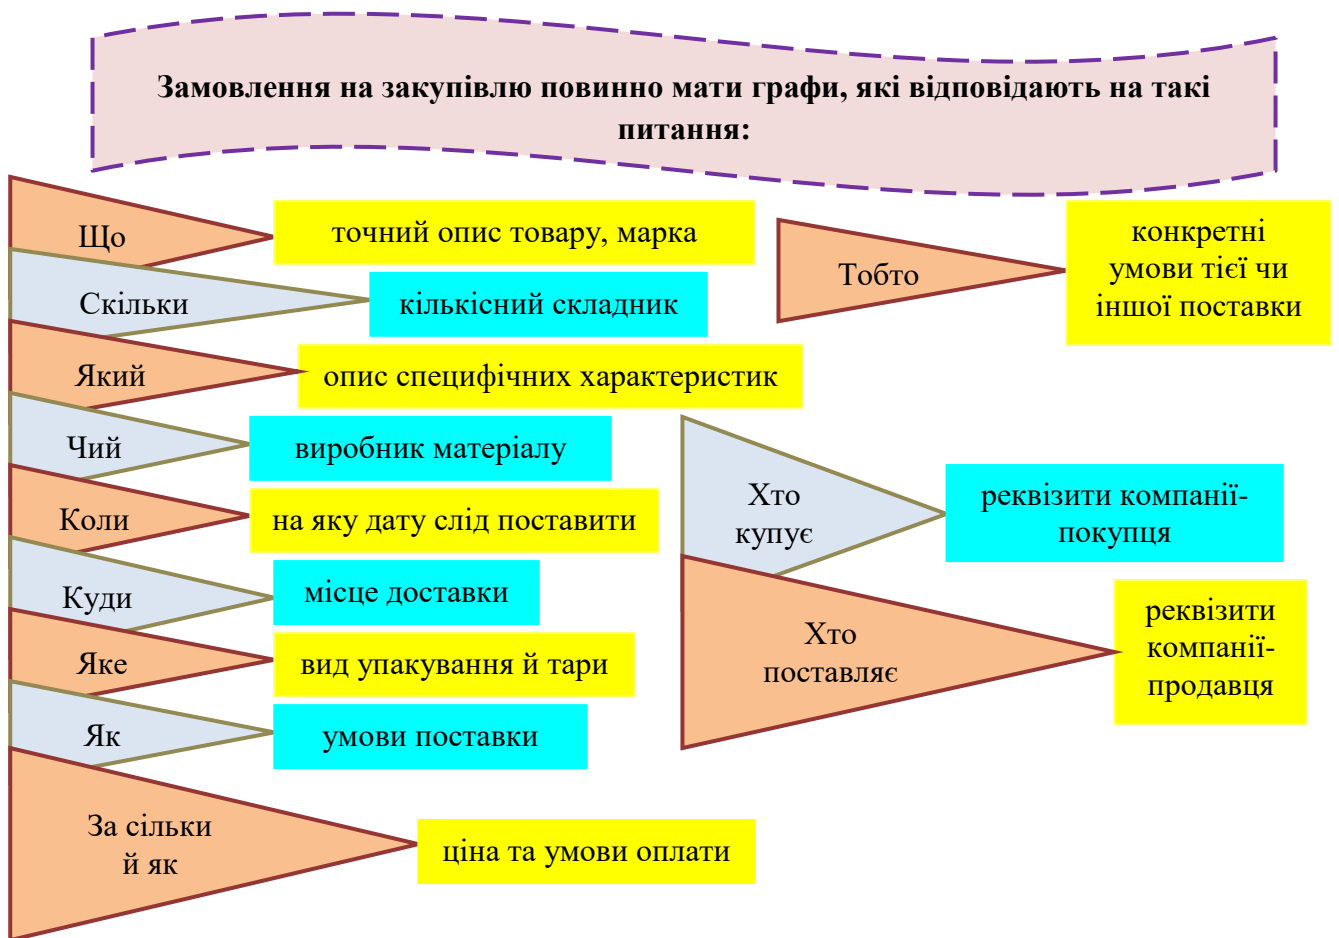 Замовлення на закупівлю повинно мати графи, які відповідають на такі
питання:
Що
точний опис товару, марка
Скільки
кількісний складник
Який
опис специфічних характеристик
Чий
виробник матеріалу
Коли
на яку дату слід поставити
Куди
місце доставки
Яке
вид упакування й тари
Як
умови поставки
За сільки
й як
ціна та умови оплати
Тобто
конкретні
умови тієї чи
іншої поставки
Хто
купує
реквізити компанії-
покупця
Хто
поставляє
реквізити
компанії-
продавця